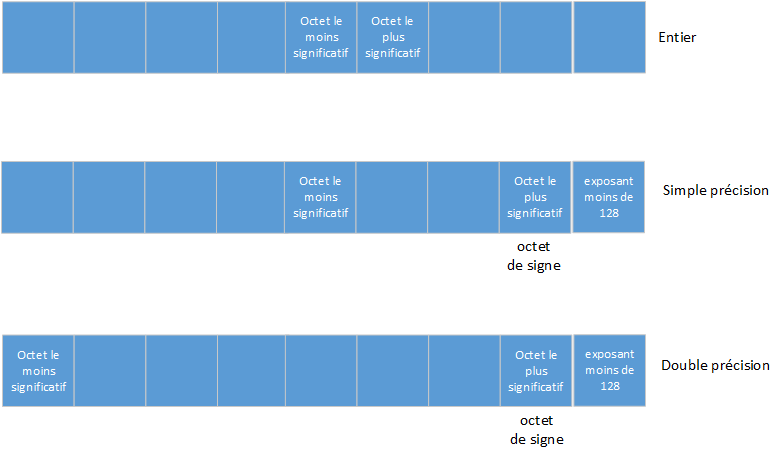 Octet le
moins
significatif
Octet le
plus
significatif
Entier
Octet le
moins
significatif
Octet le
plus
significatif
exposant
moins de
128
Simple précision
octet
de signe
Octet le
moins
significatif
Octet le
plus
significatif
exposant
moins de
128
Double précision
octet
de signe